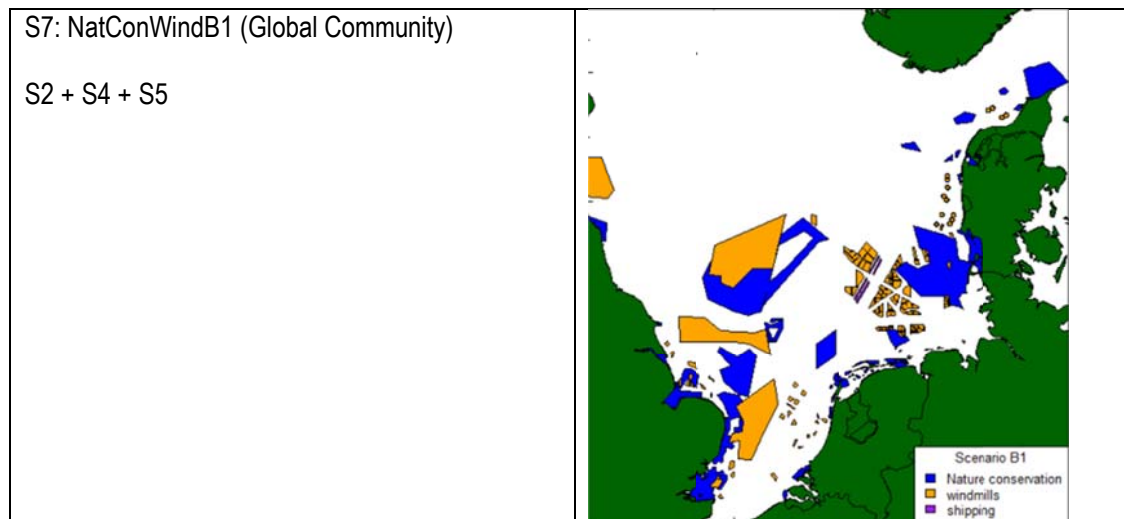 S7: NatConWindB1 (Global Community)
S2 + S4 + S5
Scenario B1
Nature conservation
windmills
shipping